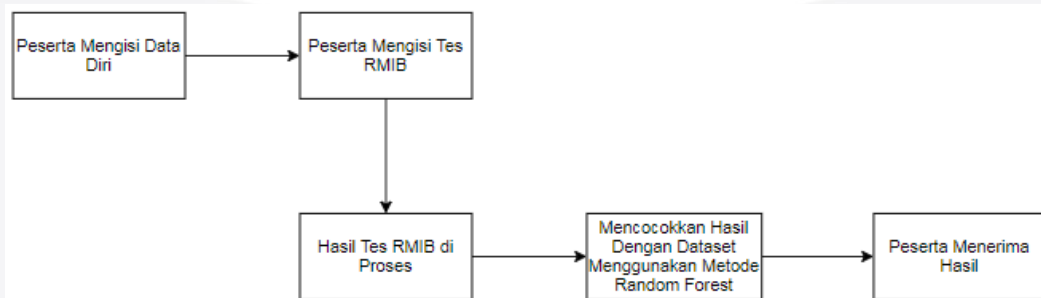 Peserta Mengisi Data
Diri
Peserta Mengisi Tes
RMIB
Hasil Tes RMIB di
Proses
Mencocokkan Hasil
Dengan Dataset
Menggunakan Metode
Random Forest
Peserta Menerima
Hasil